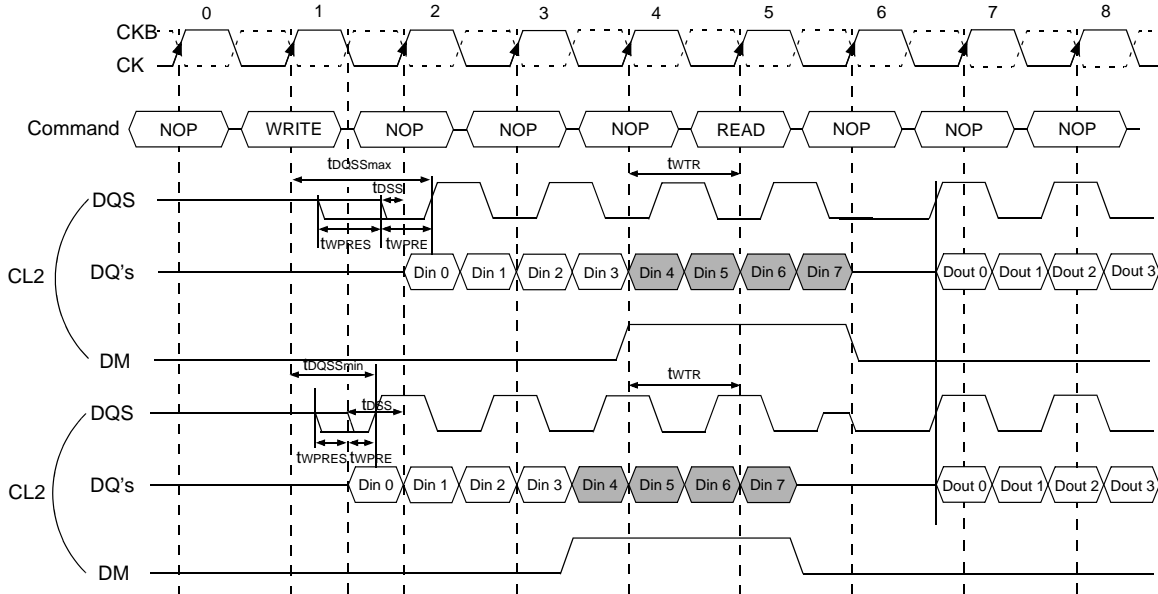 0 1 2 3 4 5 6 7 8
CKB
CK
Command NOP WRITE NOP NOP NOP READ NOP NOP NOP
tDQSSmax
tDSS
tWTR
DQS
tWPRES tWPRE
CL2
DQ's Din 0 Din 1 Din 2 Din 3 Din 4 Din 5 Din 6 Din 7 Dout 0 Dout 1 Dout 2 Dout 3
DM
tDQSSmin
tWTR
DQS
tDSS
tWPRES tWPRE
CL2
DQ's Din 0 Din 1 Din 2 Din 3 Din 4 Din 5 Din 6 Din 7 Dout 0 Dout 1 Dout 2 Dout 3
DM